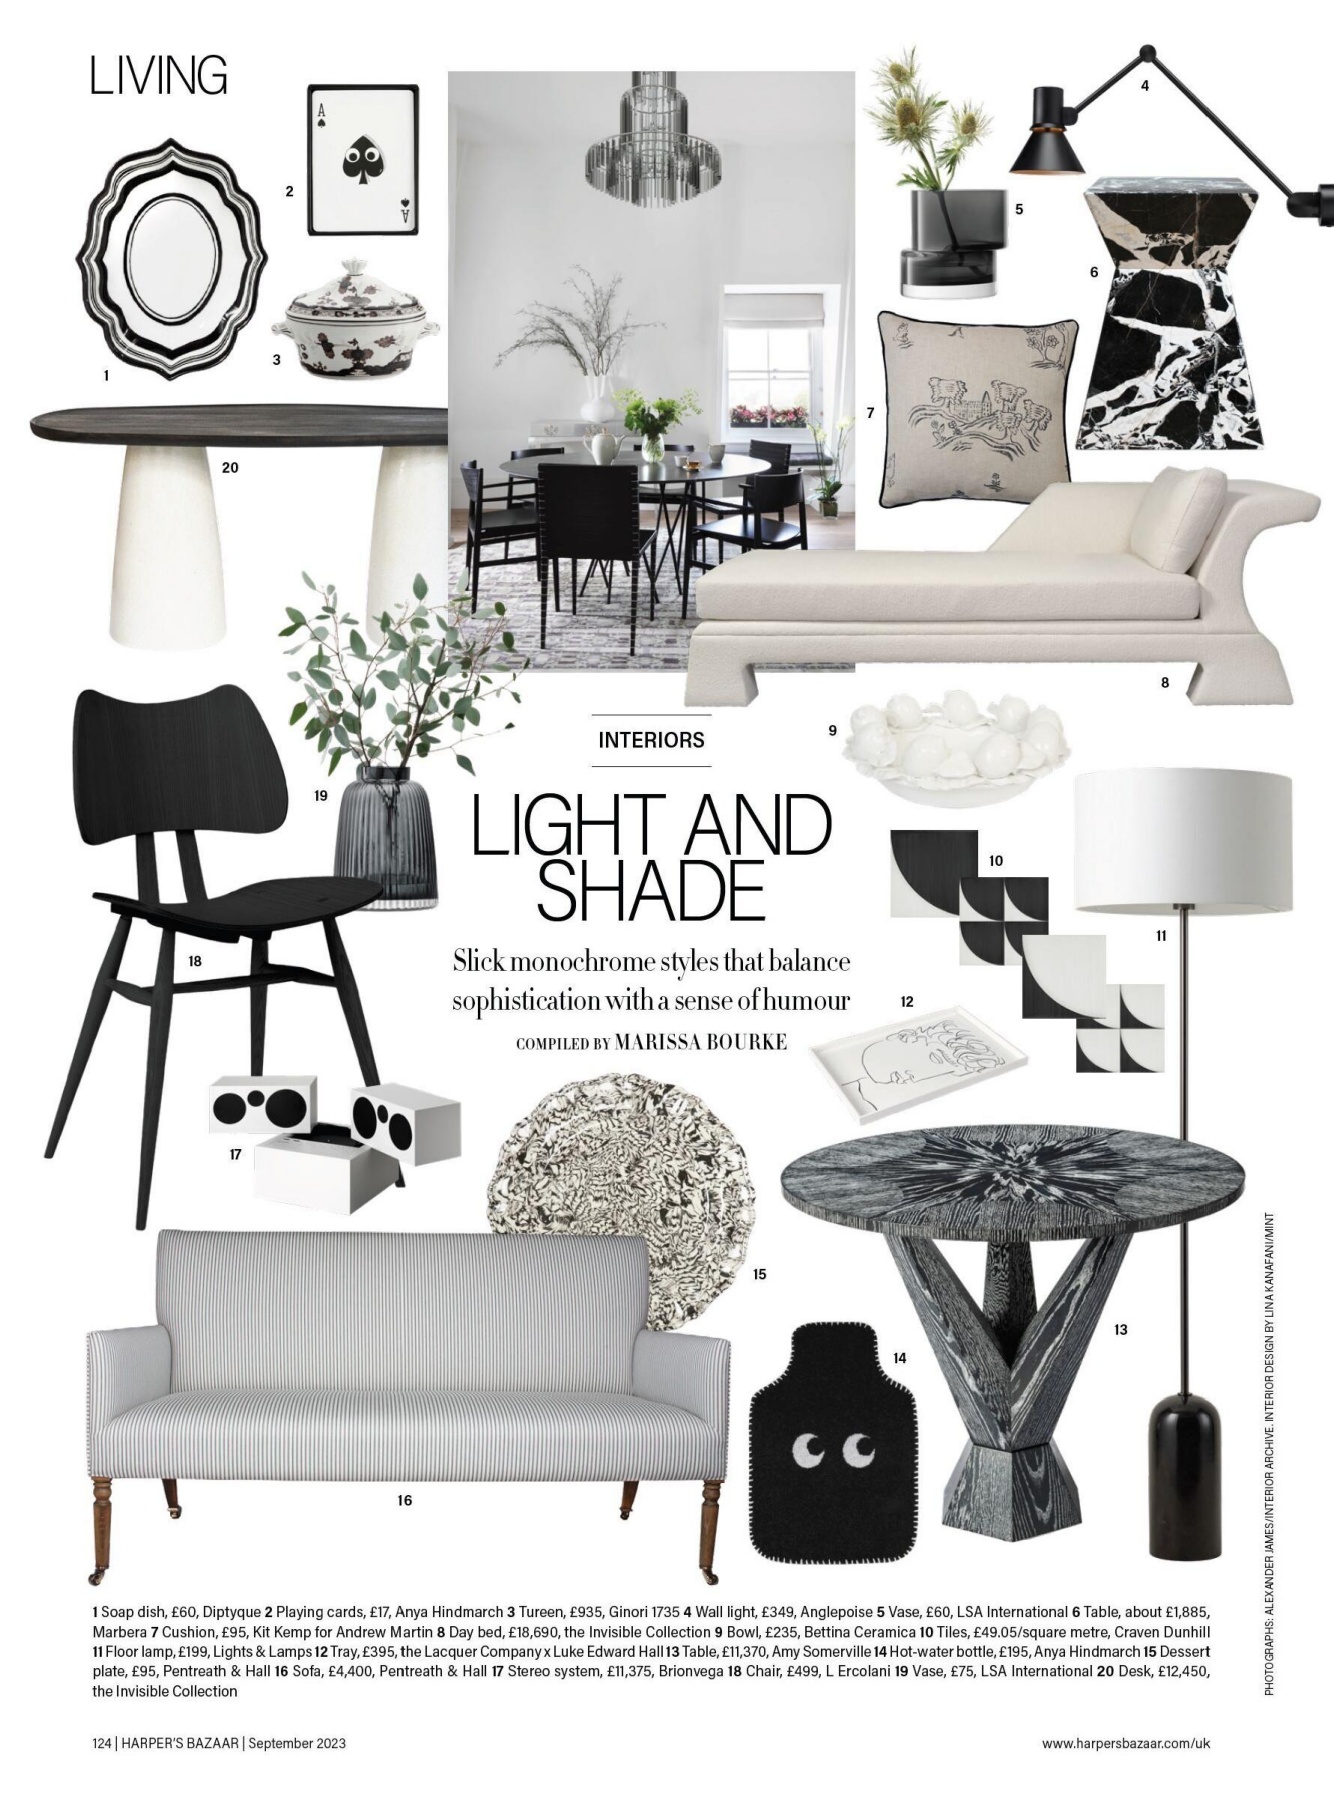 LIVING
A
A
1
2
3
4
5
6
7
8
9
10
11
12
13
14
15
16
17
18
19
20
INTERIORS
LIGHT AND
SHADE
Slick monochrome styles that balance
sophistication with a sense of humour
COMPILED BY MARISSA BOURKE
1 Soap dish, £60, Diptyque 2 Playing cards, £17, Anya Hindmarch 3 Tureen, £935, Ginori 1735 4 Wall light, £349, Anglepoise 5 Vase, £60, LSA International 6 Table, about £1,885,
Marbera 7 Cushion, £95, Kit Kemp for Andrew Martin 8 Day bed, £18,690, the Invisible Collection 9 Bowl, £235, Bettina Ceramica 10 Tiles, £49.05/square metre, Craven Dunhill
11 Floor lamp, £199, Lights & Lamps 12 Tray, £395, the Lacquer Company x Luke Edward Hall 13 Table, £11,370, Amy Somerville 14 Hot-water bottle, £195, Anya Hindmarch 15 Dessert
plate, £95, Pentreath & Hall 16 Sofa, £4,400, Pentreath & Hall 17 Stereo system, £11,375, Brionvega 18 Chair, £499, L Ercolani 19 Vase, £75, LSA International 20 Desk, £12,450,
the Invisible Collection
PHOTOGRAPHS: ALEXANDER JAMES/INTERIOR ARCHIVE. INTERIOR DESIGN BY LINA KANAFANI/MINT
124 | HARPER'S BAZAAR | September 2023
www.harpersbazaar.com/uk